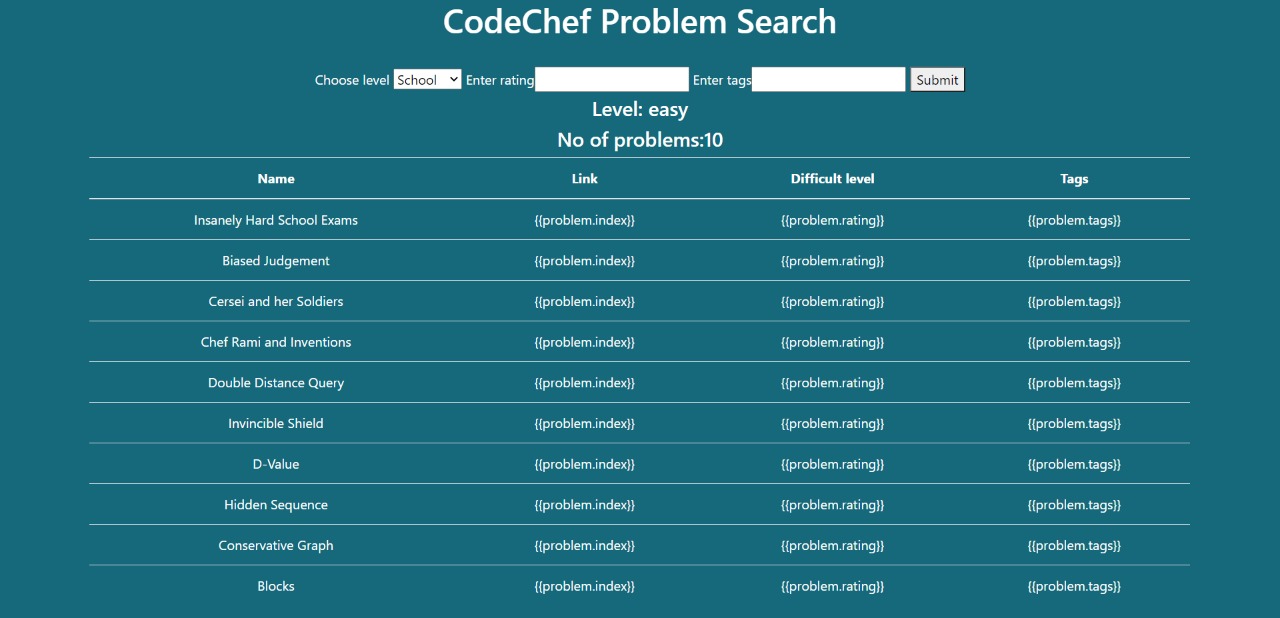 CodeChef Problem Search
Choose level School Enter rating Enter tags Submit
Level: easy
No of problems:10
Name Link Difficult level Tags
Insanely Hard School Exams {{problem.index}} {{problem.rating}} {{problem.tags}}
Biased Judgement {{problem.index}} {{problem.rating}} {{problem.tags}}
Cersei and her Soldiers {{problem.index}} {{problem.rating}} {{problem.tags}}
Chef Rami and Inventions {{problem.index}} {{problem.rating}} {{problem.tags}}
Double Distance Query {{problem.index}} {{problem.rating}} {{problem.tags}}
Invincible Shield {{problem.index}} {{problem.rating}} {{problem.tags}}
D-Value {{problem.index}} {{problem.rating}} {{problem.tags}}
Hidden Sequence {{problem.index}} {{problem.rating}} {{problem.tags}}
Conservative Graph {{problem.index}} {{problem.rating}} {{problem.tags}}
Blocks {{problem.index}} {{problem.rating}} {{problem.tags}}